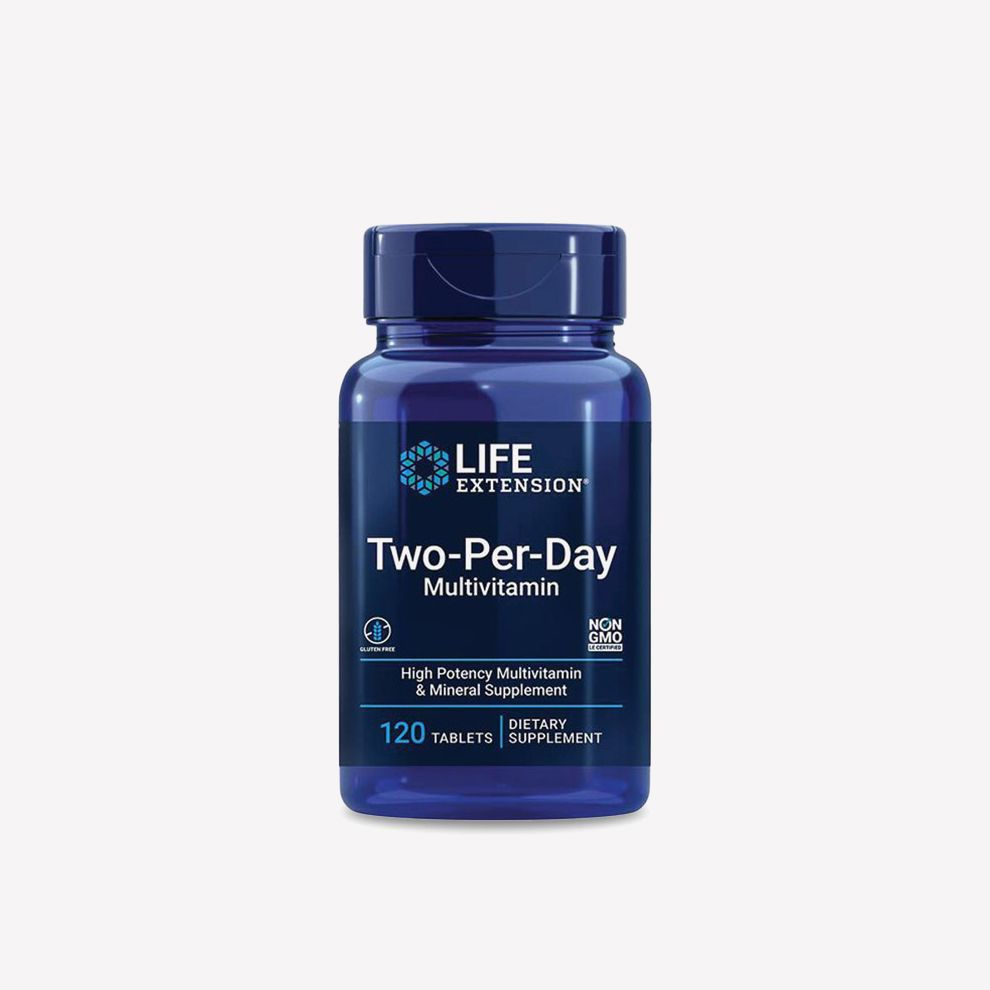 LIFE
EXTENSION®
Two-Per-Day
Multivitamin
GLUTEN FREE
NON
GMO
LE CERTIFIED
High Potency Multivitamin
& Mineral Supplement
120 TABLETS
DIETARY
SUPPLEMENT